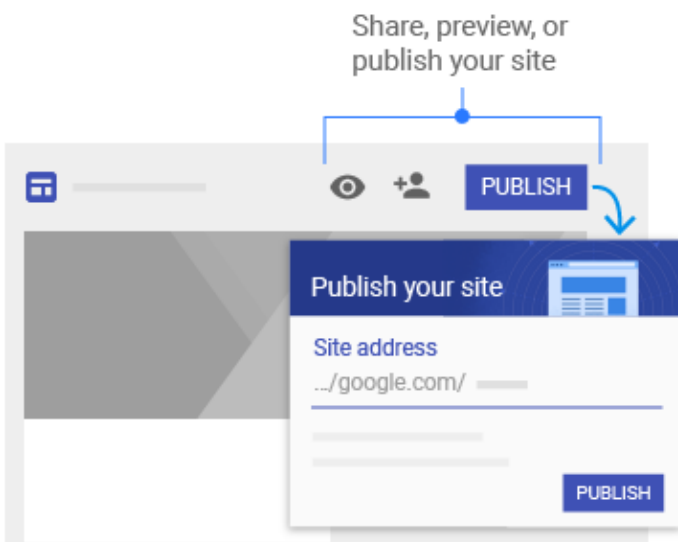 Share, preview, or
publish your site
PUBLISH
Publish your site
Site address
.../google.com/
PUBLISH